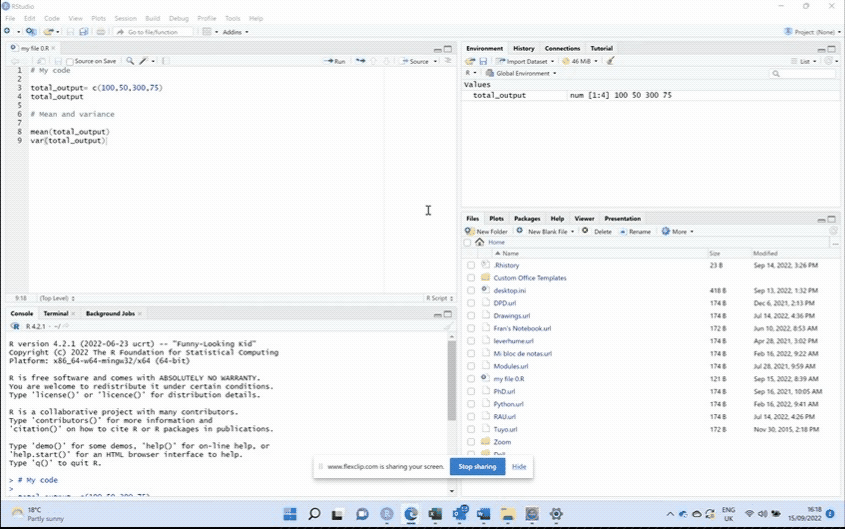 RStudio
File Edit Code View Plots Session Build Debug Profile Tools Help
Go to file/function Addins Project: (None)
my file 0.R
Source on Save Run Source
1 # My code
2
3 total_output= c(100,50,300,75)
4 total_output
5
6 # Mean and variance
7
8 mean(total_output)
9 var(total_output)
9:18 (Top Level) R Script
Console Terminal Background Jobs
R 4.2.1 · ~/
R version 4.2.1 (2022-06-23 ucrt) -- "Funny-Looking Kid"
Copyright (C) 2022 The R Foundation for Statistical Computing
Platform: x86_64-w64-mingw32/x64 (64-bit)
R is free software and comes with ABSOLUTELY NO WARRANTY.
You are welcome to redistribute it under certain conditions.
Type 'license()' or 'licence()' for distribution details.
R is a collaborative project with many contributors.
Type 'contributors()' for more information and
'citation()' on how to cite R or R packages in publications.
Type 'demo()' for some demos, 'help()' for on-line help, or
'help.start()' for an HTML browser interface to help.
Type 'q()' to quit R.
> # My code
>
Environment History Connections Tutorial
Import Dataset 46 MiB List
R Global Environment
Values
total_output num [1:4] 100 50 300 75
Files Plots Packages Help Viewer Presentation
New Folder New Blank File Delete Rename More
Home
Name Size Modified
.Rhistory 23 B Sep 14, 2022, 3:26 PM
Custom Office Templates
desktop.ini 418 B Sep 13, 2022, 1:32 PM
DPD.url 174 B Dec 6, 2021, 2:13 PM
Drawings.url 174 B Jul 14, 2022, 4:36 PM
Fran's Notebook.url 172 B Jun 10, 2022, 8:53 AM
leverhume.url 174 B Apr 28, 2021, 3:02 PM
Mi bloc de notas.url 174 B Feb 16, 2022, 9:22 AM
Modules.url 174 B Jul 28, 2021, 9:59 AM
my file 0.R 121 B Sep 15, 2022, 8:39 AM
PhD.url 174 B Sep 16, 2021, 10:05 AM
Python.url 174 B Feb 16, 2022, 9:41 AM
RAU.url 174 B Jul 14, 2022, 4:26 PM
Tuyo.url 172 B Nov 30, 2015, 2:18 PM
Zoom
www.flexclip.com is sharing your screen. Stop sharing Hide
18°C
Partly sunny
ENG
UK
16:18
15/09/2022